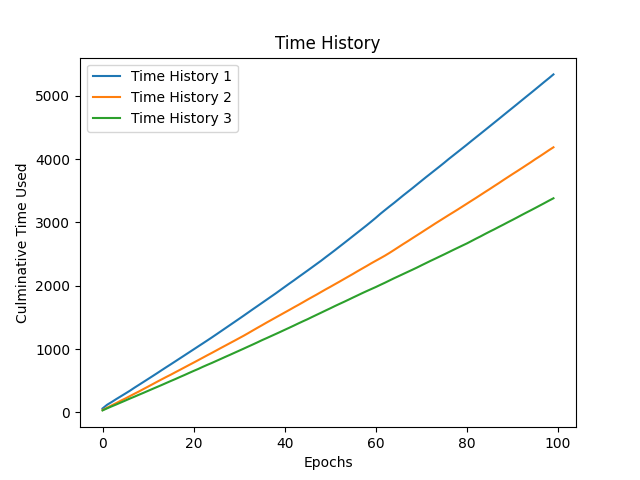 Time History
Time History 1
Time History 2
Time History 3
5000
4000
3000
2000
1000
0
Culminative Time Used
0 20 40 60 80 100
Epochs